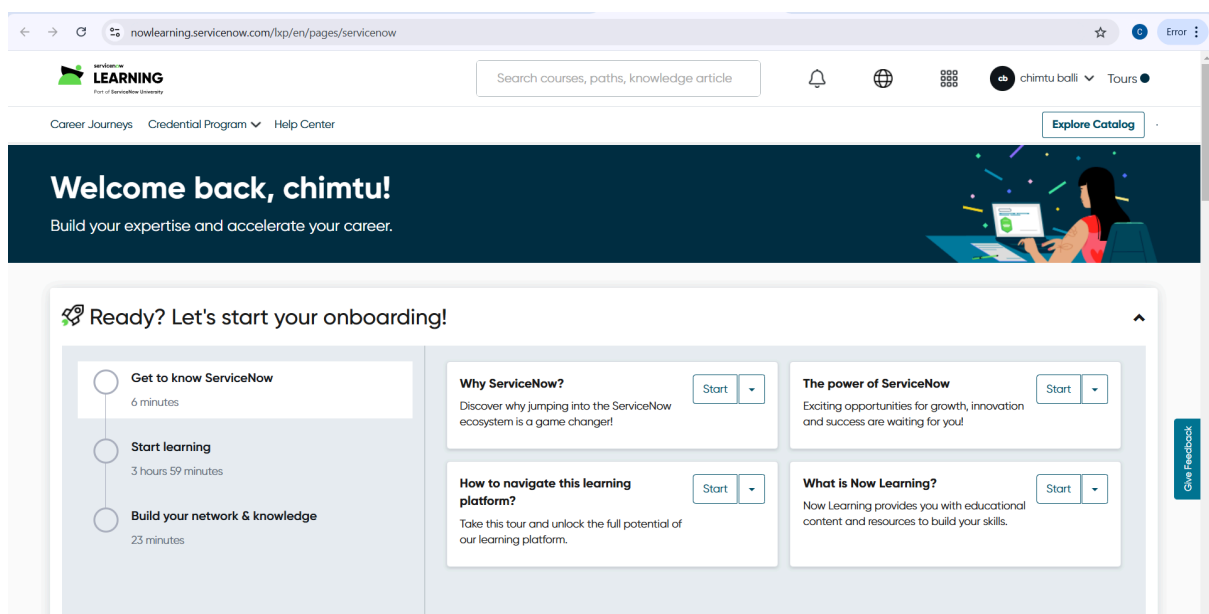 nowlearning.servicenow.com/lxp/en/pages/servicenow
C
Error
servicenow
LEARNING
Part of ServiceNow University
Search courses, paths, knowledge article
cb
chimtu balli
Tours
Career Journeys
Credential Program
Help Center
Explore Catalog
Welcome back, chimtu!
Build your expertise and accelerate your career.
Ready? Let's start your onboarding!
Get to know ServiceNow
6 minutes
Start learning
3 hours 59 minutes
Build your network & knowledge
23 minutes
Why ServiceNow?
Discover why jumping into the ServiceNow
ecosystem is a game changer!
Start
The power of ServiceNow
Exciting opportunities for growth, innovation
and success are waiting for you!
Start
How to navigate this learning
platform?
Take this tour and unlock the full potential of
our learning platform.
Start
What is Now Learning?
Now Learning provides you with educational
content and resources to build your skills.
Start
Give Feedback